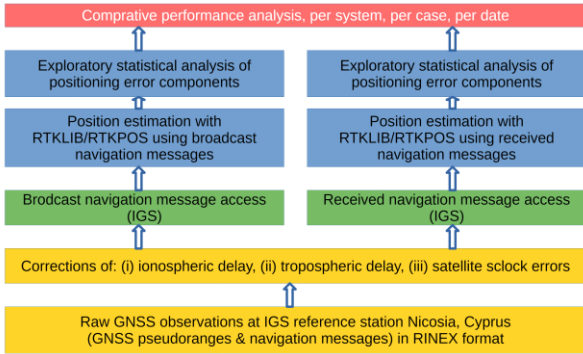 Comprative performance analysis, per system, per case, per date
Exploratory statistical analysis of
positioning error components
Exploratory statistical analysis of
positioning error components
Position estimation with
RTKLIB/RTKPOS using broadcast
navigation messages
Position estimation with
RTKLIB/RTKPOS using received
navigation messages
Brodcast navigation message access
(IGS)
Received navigation message access
(IGS)
Corrections of: (i) ionospheric delay, (ii) tropospheric delay, (iii) satellite sclock errors
Raw GNSS observations at IGS reference station Nicosia, Cyprus
(GNSS pseudoranges & navigation messages) in RINEX format